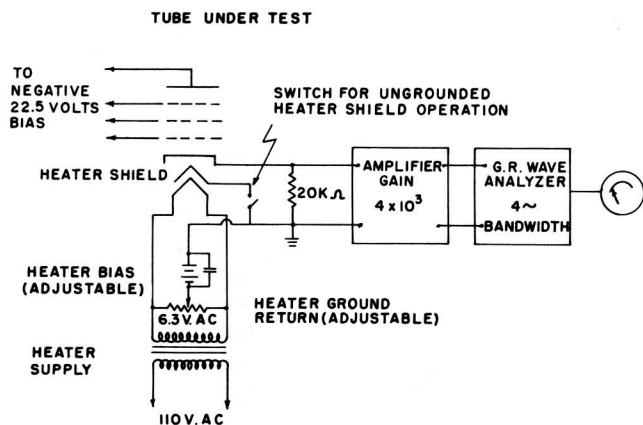 TUBE UNDER TEST
TO
NEGATIVE
22.5 VOLTS
BIAS
SWITCH FOR UNGROUNDED
HEATER SHIELD OPERATION
HEATER SHIELD
20K Ω
AMPLIFIER
GAIN
4 x 10³
G.R. WAVE
ANALYZER
4~
BANDWIDTH
HEATER BIAS
(ADJUSTABLE)
6.3 V. AC
HEATER GROUND
RETURN (ADJUSTABLE)
HEATER
SUPPLY
110 V. AC